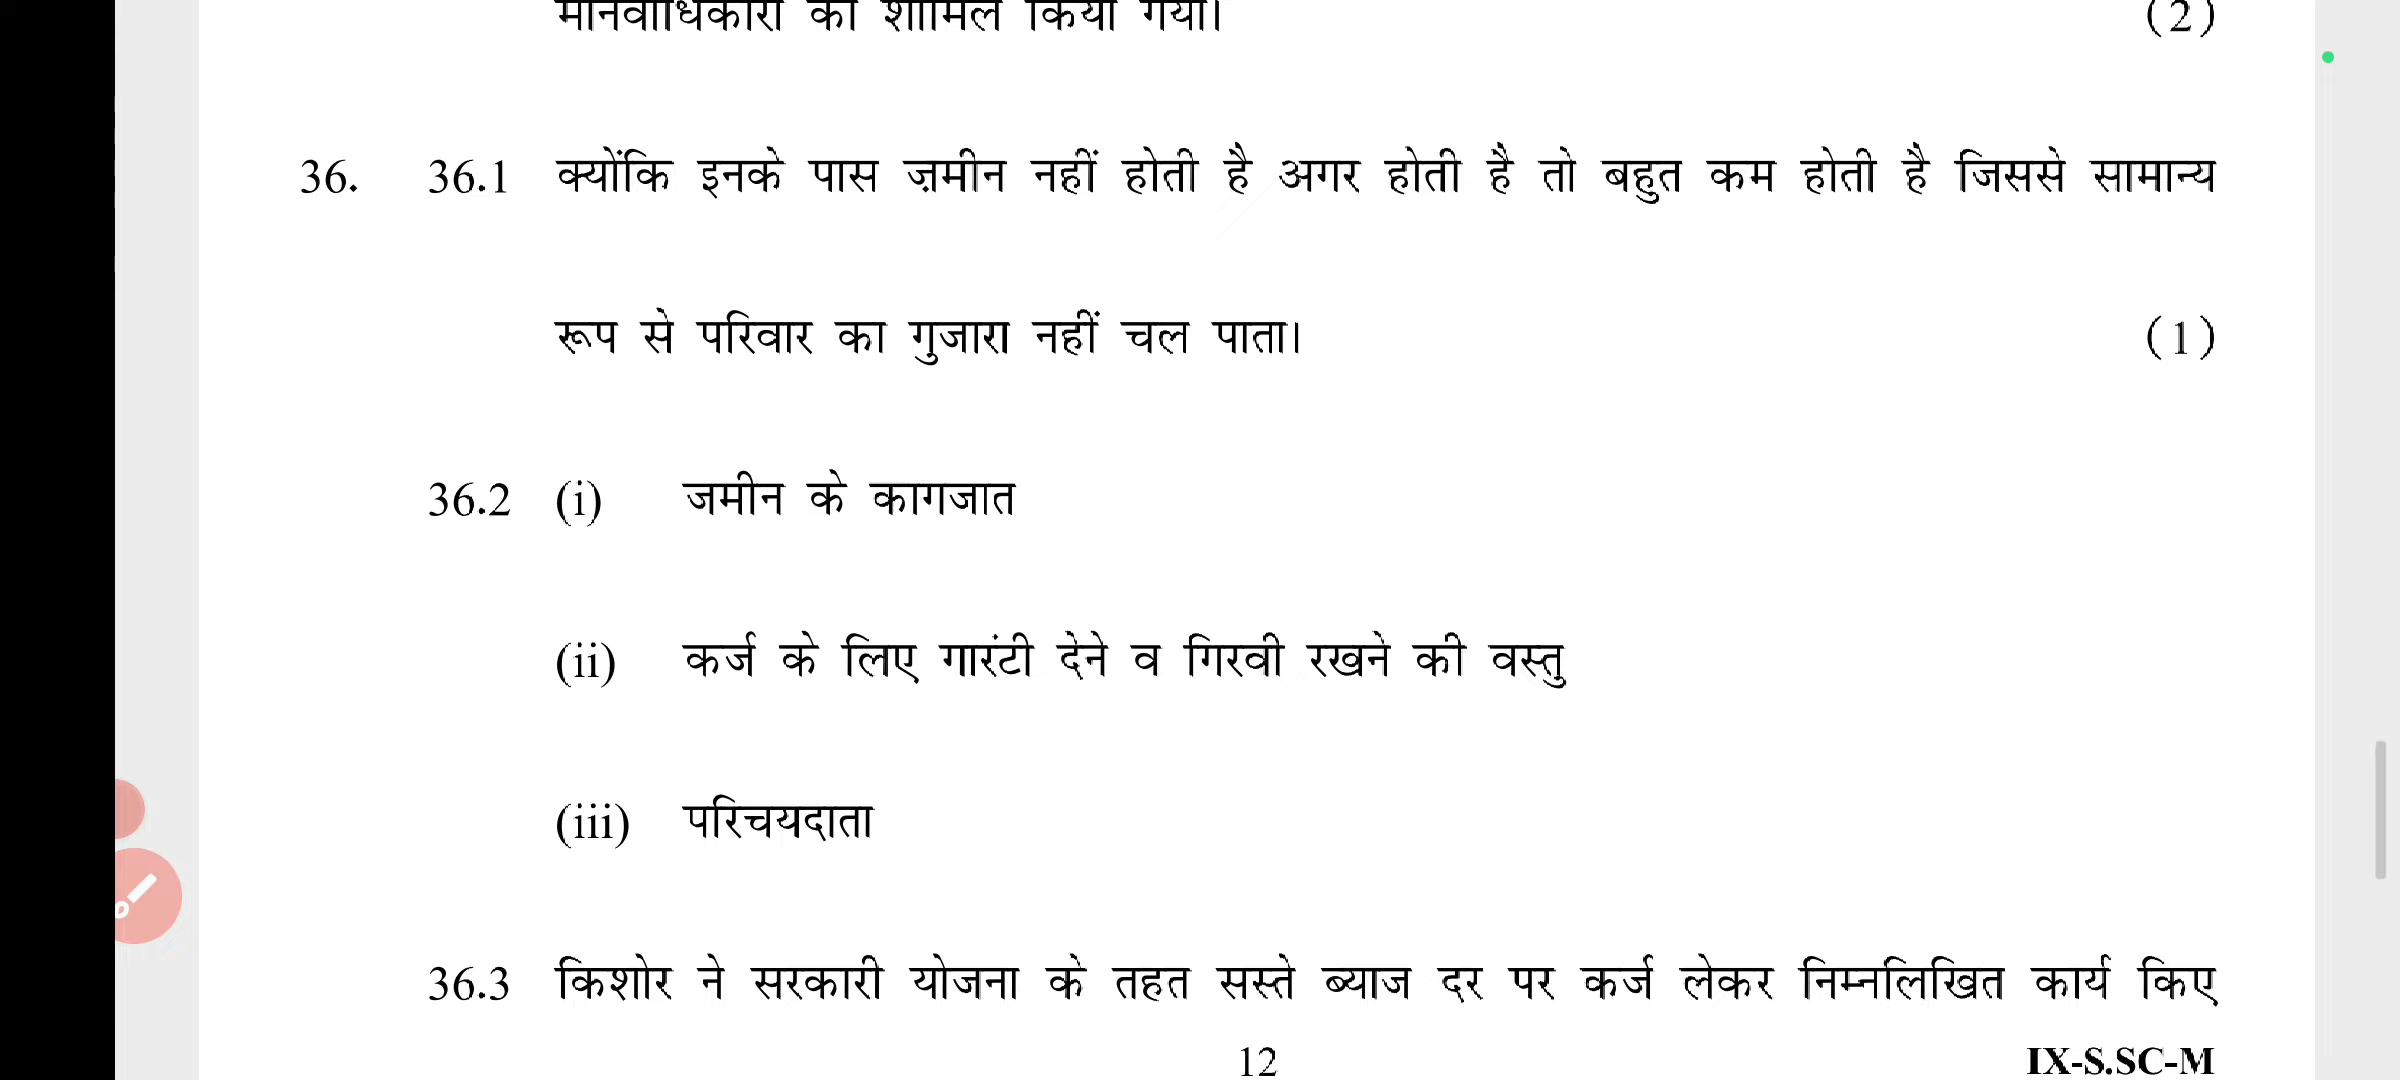 मानवाधिकारों को शामिल किया गया। (2)
36. 36.1 क्योंकि इनके पास ज़मीन नहीं होती है अगर होती है तो बहुत कम होती है जिससे सामान्य
रूप से परिवार का गुजारा नहीं चल पाता। (1)
36.2 (i) जमीन के कागजात
(ii) कर्ज के लिए गारंटी देने व गिरवी रखने की वस्तु
(iii) परिचयदाता
36.3 किशोर ने सरकारी योजना के तहत सस्ते ब्याज दर पर कर्ज लेकर निम्नलिखित कार्य किए
12 IX-S.SC-M